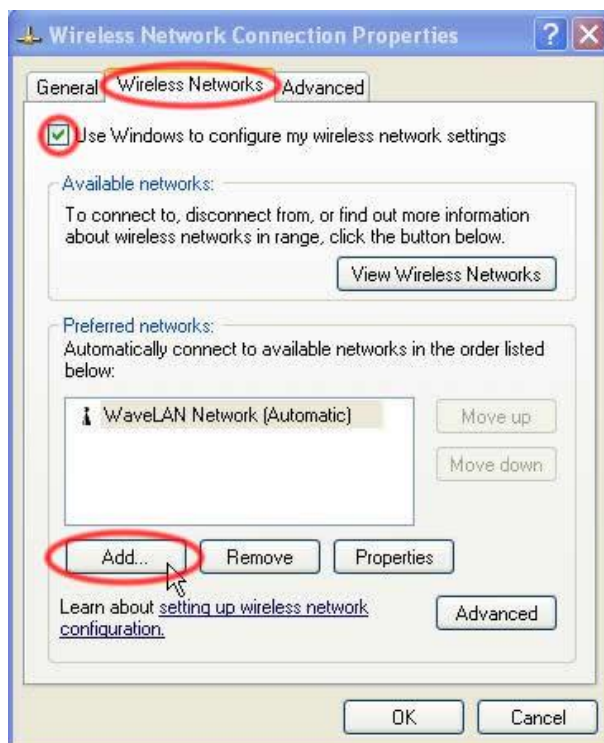 Wireless Network Connection Properties
General Wireless Networks Advanced
Use Windows to configure my wireless network settings
Available networks:
To connect to, disconnect from, or find out more information
about wireless networks in range, click the button below.
View Wireless Networks
Preferred networks:
Automatically connect to available networks in the order listed
below:
WaveLAN Network (Automatic)
Move up
Move down
Add... Remove Properties
Learn about setting up wireless network
configuration.
Advanced
OK Cancel